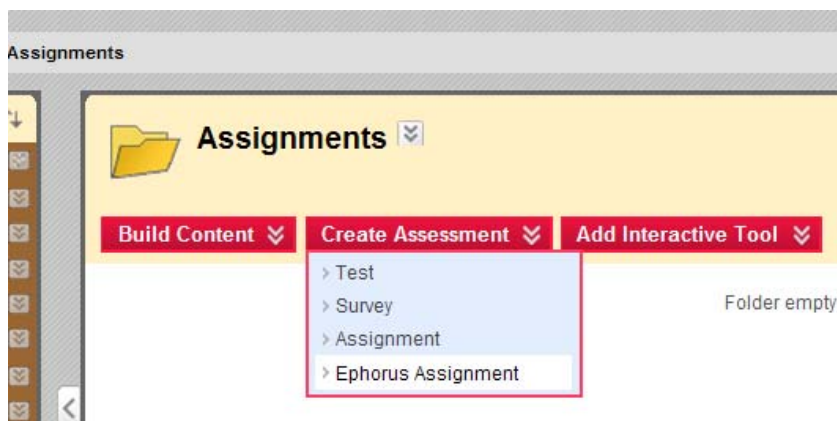 Assignments
Assignments
Build Content Create Assessment Add Interactive Tool
Test
Survey
Folder empty
Assignment
Ephorus Assignment